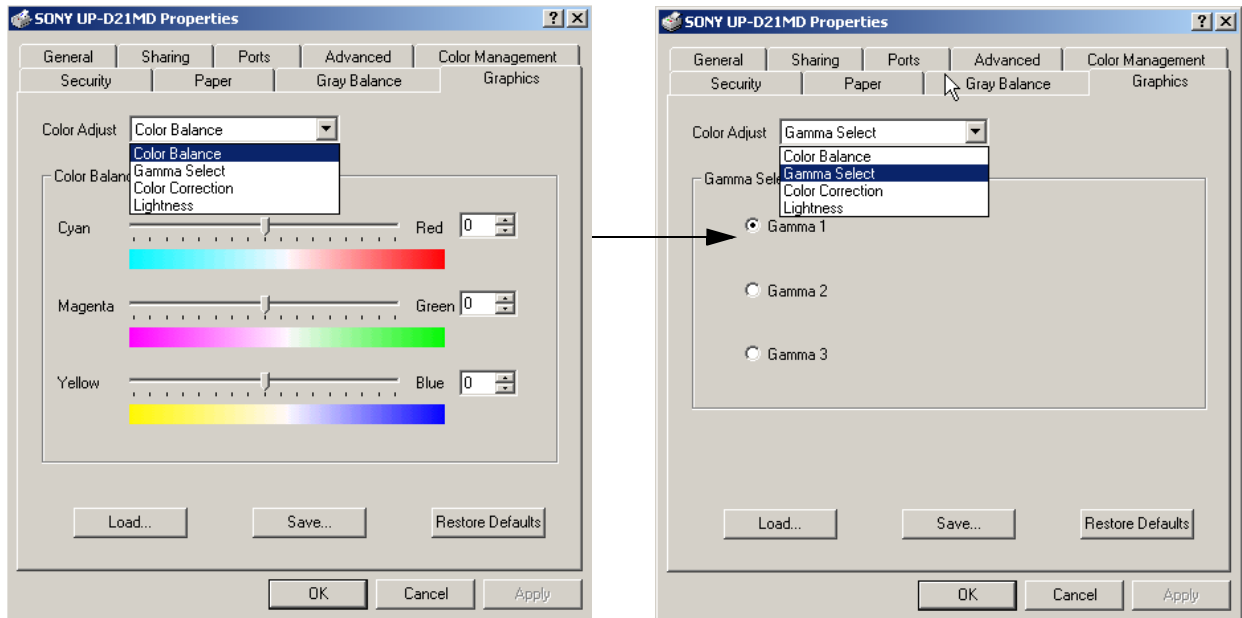 SONY UP-D21MD Properties
General Sharing Ports Advanced Color Management
Security Paper Gray Balance Graphics
Color Adjust Color Balance
Color Balance
Gamma Select
Color Correction
Lightness
Color Balan
Cyan Red 0
Magenta Green 0
Yellow Blue 0
Load... Save... Restore Defaults
OK Cancel Apply
SONY UP-D21MD Properties
General Sharing Ports Advanced Color Management
Security Paper Gray Balance Graphics
Color Adjust Gamma Select
Color Balance
Gamma Select
Color Correction
Lightness
Gamma Sele
Gamma 1
Gamma 2
Gamma 3
Load... Save... Restore Defaults
OK Cancel Apply